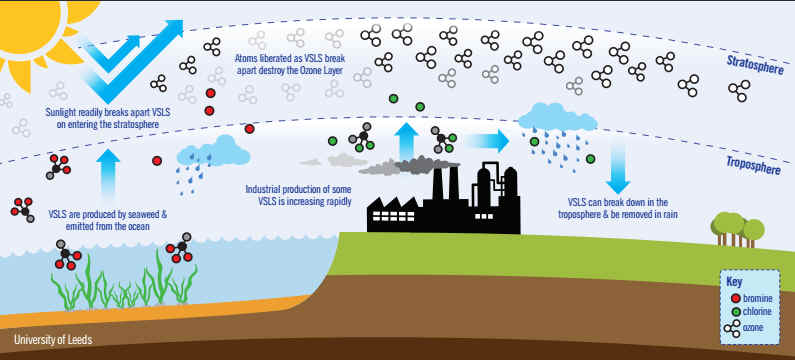 Stratosphere
Atoms liberated as VSLS break
apart destroy the Ozone Layer
Sunlight readily breaks apart VSLS
on entering the stratosphere
Troposphere
Industrial production of some
VSLS is increasing rapidly
VSLS can break down in the
troposphere & be removed in rain
VSLS are produced by seaweed &
emitted from the ocean
Key
bromine
chlorine
ozone
University of Leeds